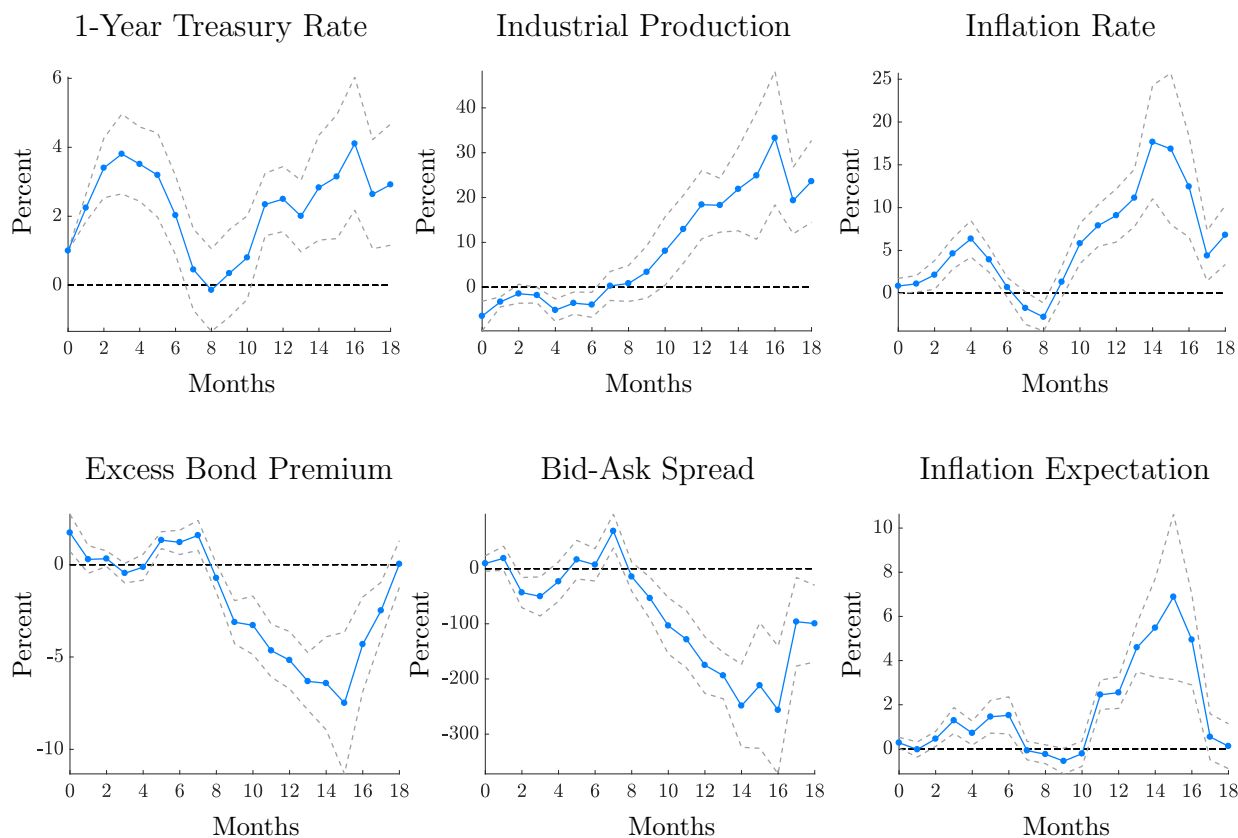 1-Year Treasury Rate
Industrial Production
Inflation Rate
Percent
6
4
2
0
0 2 4 6 8 10 12 14 16 18
Months
Percent
40
30
20
10
0
0 2 4 6 8 10 12 14 16 18
Months
Percent
25
20
15
10
5
0
0 2 4 6 8 10 12 14 16 18
Months
Excess Bond Premium
Bid-Ask Spread
Inflation Expectation
Percent
0
-5
-10
0 2 4 6 8 10 12 14 16 18
Months
Percent
0
-100
-200
-300
0 2 4 6 8 10 12 14 16 18
Months
Percent
10
8
6
4
2
0
0 2 4 6 8 10 12 14 16 18
Months